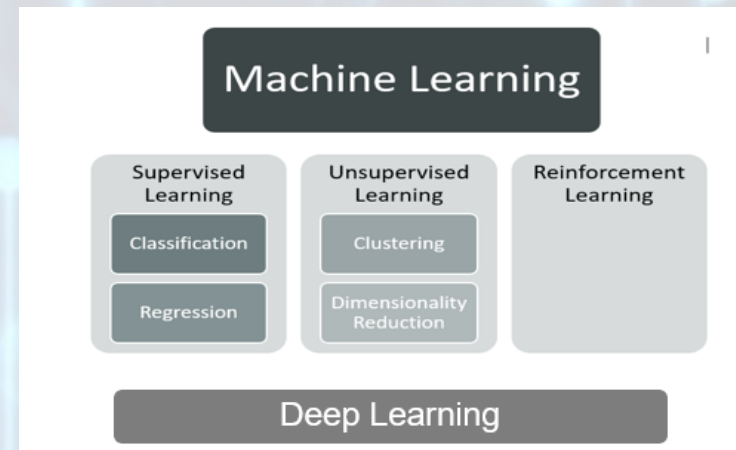 Machine Learning
Supervised
Learning
Classification
Regression
Unsupervised
Learning
Clustering
Dimensionality
Reduction
Reinforcement
Learning
Deep Learning